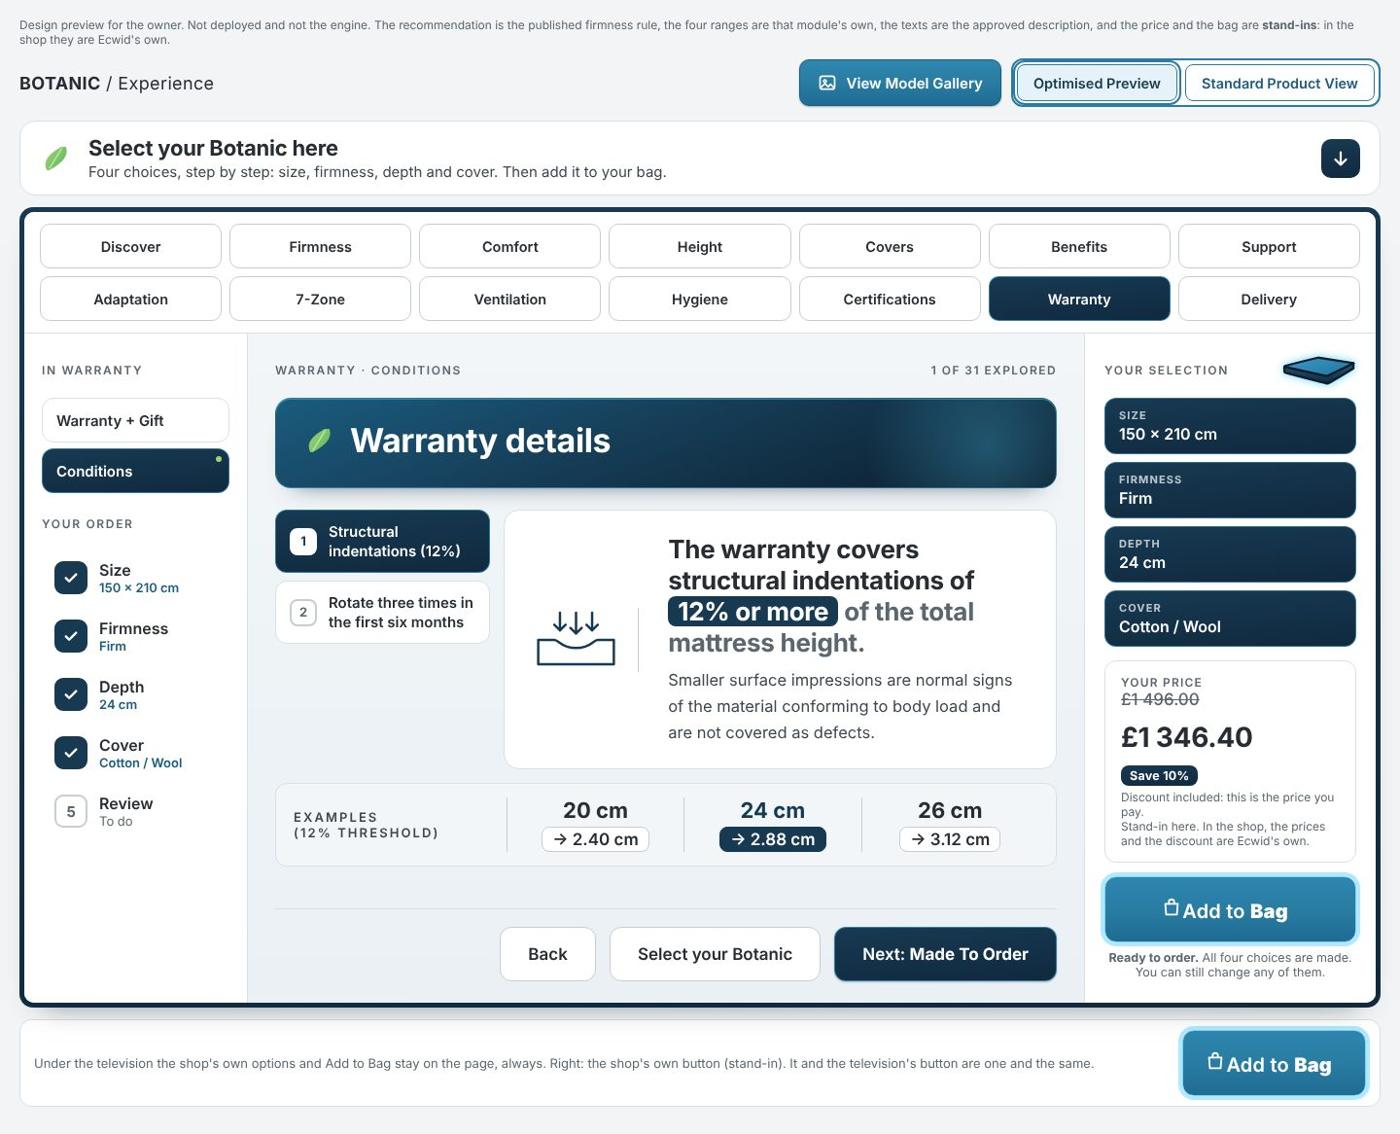 Design preview for the owner. Not deployed and not the engine. The recommendation is the published firmness rule, the four ranges are that module's own, the texts are the approved description, and the price and the bag are stand-ins: in the
shop they are Ecwid's own.
BOTANIC / Experience
View Model Gallery
Optimised Preview
Standard Product View
Select your Botanic here
Four choices, step by step: size, firmness, depth and cover. Then add it to your bag.
Discover
Firmness
Comfort
Height
Covers
Benefits
Support
Adaptation
7-Zone
Ventilation
Hygiene
Certifications
Warranty
Delivery
IN WARRANTY
Warranty + Gift
Conditions
YOUR ORDER
Size
150 × 210 cm
Firmness
Firm
Depth
24 cm
Cover
Cotton / Wool
5
Review
To do
WARRANTY · CONDITIONS
1 OF 31 EXPLORED
Warranty details
1
Structural
indentations (12%)
2
Rotate three times in
the first six months
The warranty covers
structural indentations of
12% or more of the total
mattress height.
Smaller surface impressions are normal signs
of the material conforming to body load and
are not covered as defects.
EXAMPLES
(12% THRESHOLD)
20 cm
→ 2.40 cm
24 cm
→ 2.88 cm
26 cm
→ 3.12 cm
Back
Select your Botanic
Next: Made To Order
YOUR SELECTION
SIZE
150 × 210 cm
FIRMNESS
Firm
DEPTH
24 cm
COVER
Cotton / Wool
YOUR PRICE
£1 496.00
£1 346.40
Save 10%
Discount included: this is the price you
pay.
Stand-in here. In the shop, the prices
and the discount are Ecwid's own.
Add to Bag
Ready to order. All four choices are made.
You can still change any of them.
Under the television the shop's own options and Add to Bag stay on the page, always. Right: the shop's own button (stand-in). It and the television's button are one and the same.
Add to Bag